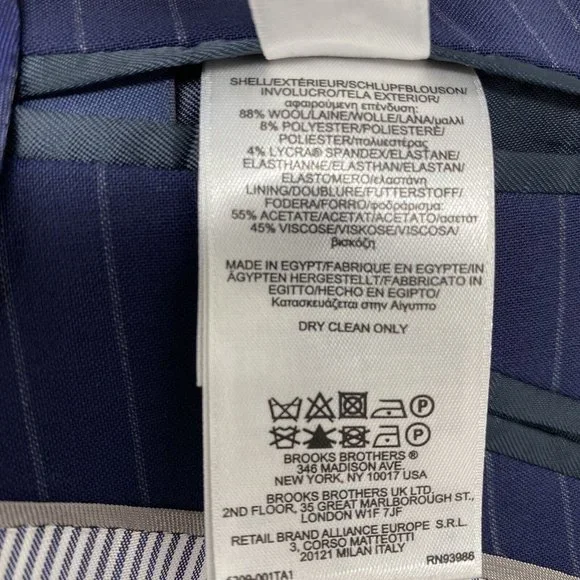 SHELL/EXTÉRIEUR/SCHLUPFBLOUSON/
INVOLUCRO/TELA EXTERIOR/
αφαιρούμενη επένδυση:
88% WOOL/LAINE/WOLLE/LANA/μαλλί
8% POLYESTER/POLIESTERE/
POLIESTER/πολυεστέρας
4% LYCRA® SPANDEX/ELASTANE/
ELASTHANNE/ELASTHAN/ELASTAN/
ELASTOMERO/ελαστάνη
LINING/DOUBLURE/FUTTERSTOFF/
FODERA/FORRO/φοδράρισμα:
55% ACETATE/ACETAT/ACETATO/ασετάτ
45% VISCOSE/VISKOSE/VISCOSA/
βισκόζη
MADE IN EGYPT/FABRIQUE EN EGYPTE/IN
ÄGYPTEN HERGESTELLT/FABBRICATO IN
EGITTO/HECHO EN EGIPTO/
Κατασκευάζεται στην Αίγυπτο
DRY CLEAN ONLY
P
P
BROOKS BROTHERS ®
346 MADISON AVE.
NEW YORK, NY 10017 USA
BROOKS BROTHERS UK LTD.
2ND FLOOR, 35 GREAT MARLBOROUGH ST.,
LONDON W1F 7JF
RETAIL BRAND ALLIANCE EUROPE S.R.L.
3, CORSO MATTEOTTI
20121 MILAN ITALY
RN93986